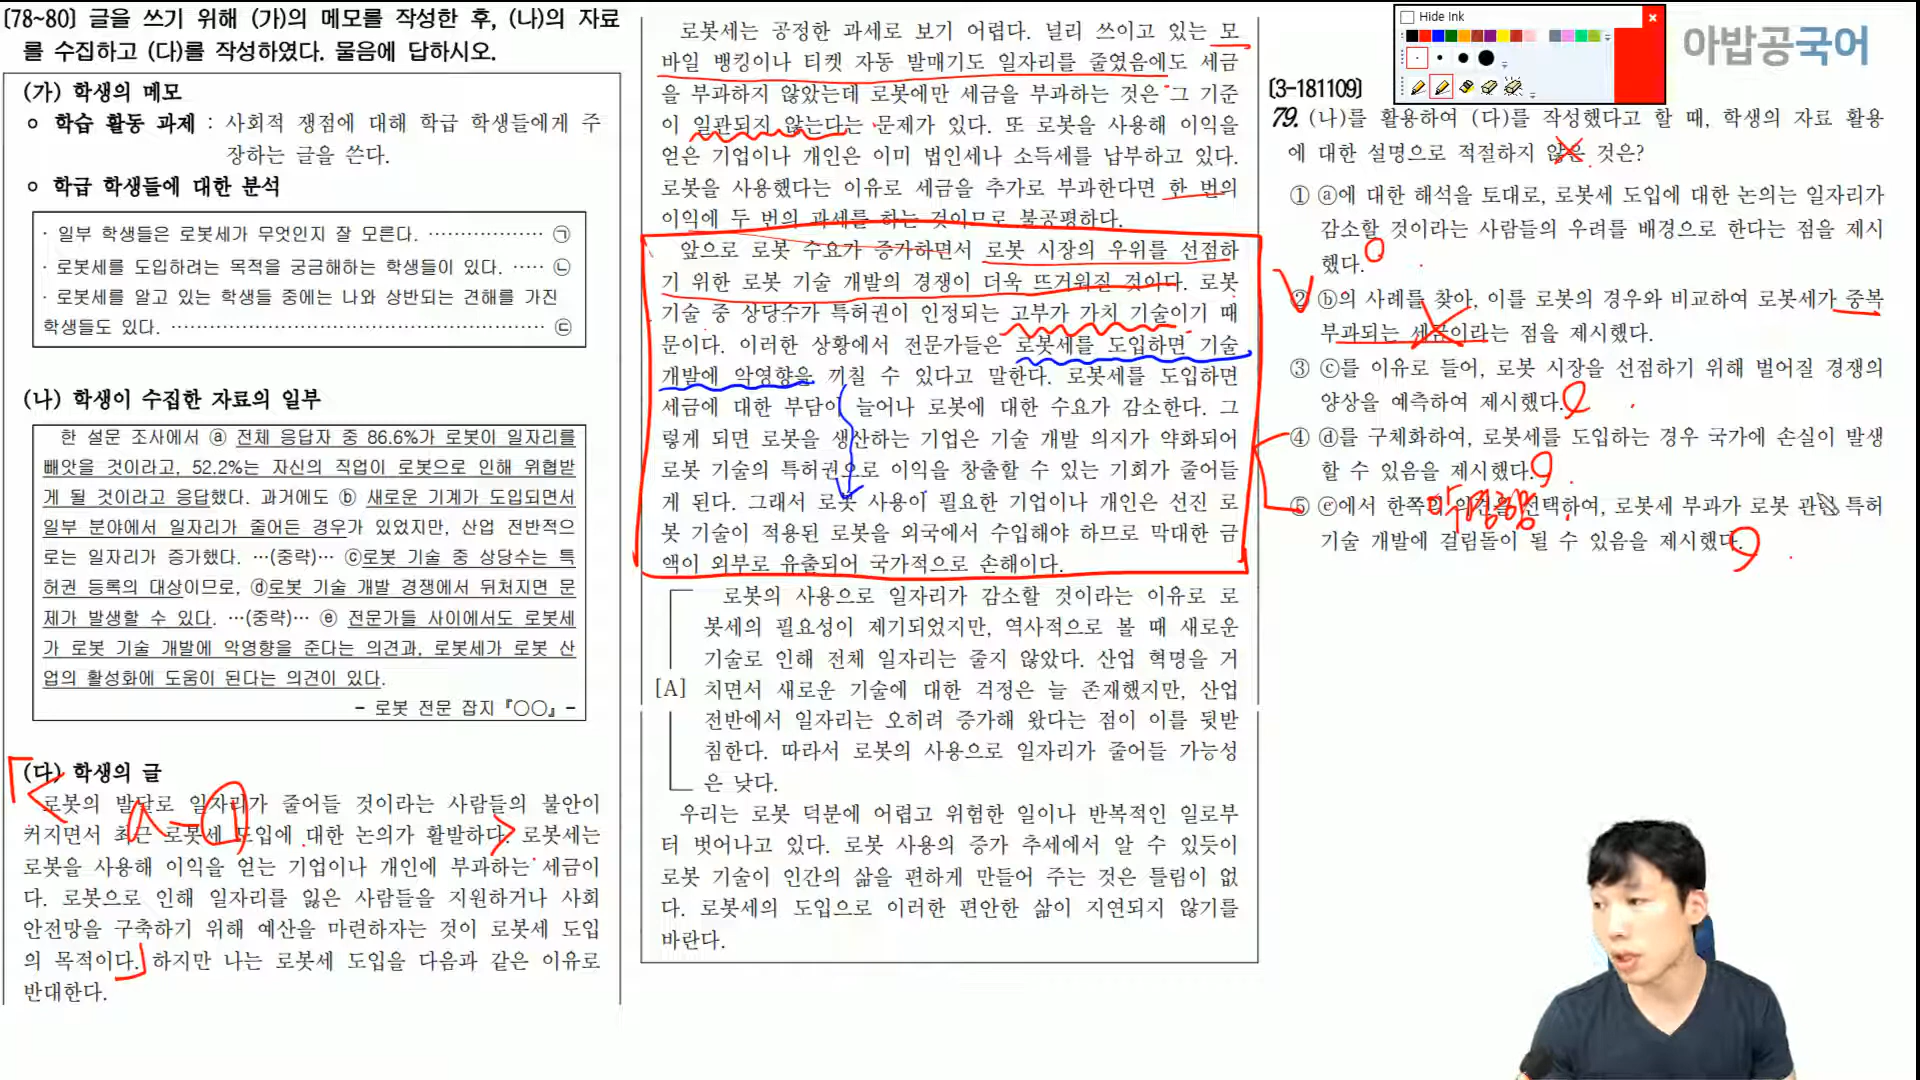 [78~80] 글을 쓰기 위해 (가)의 메모를 작성한 후, (나)의 자료
를 수집하고 (다)를 작성하였다. 물음에 답하시오.
(가) 학생의 메모
ㅇ 학습 활동 과제 : 사회적 쟁점에 대해 학급 학생들에게 주
장하는 글을 쓴다.
ㅇ 학급 학생들에 대한 분석
· 일부 학생들은 로봇세가 무엇인지 잘 모른다. ·················· ㉠
· 로봇세를 도입하려는 목적을 궁금해하는 학생들이 있다. ····· ㉡
· 로봇세를 알고 있는 학생들 중에는 나와 상반되는 견해를 가진
학생들도 있다. ························································ ㉢
(나) 학생이 수집한 자료의 일부
한 설문 조사에서 ⓐ 전체 응답자 중 86.6%가 로봇이 일자리를
빼앗을 것이라고, 52.2%는 자신의 직업이 로봇으로 인해 위협받
게 될 것이라고 응답했다. 과거에도 ⓑ 새로운 기계가 도입되면서
일부 분야에서 일자리가 줄어든 경우가 있었지만, 산업 전반적으
로는 일자리가 증가했다. …(중략)… ⓒ로봇 기술 중 상당수는 특
허권 등록의 대상이므로, ⓓ로봇 기술 개발 경쟁에서 뒤처지면 문
제가 발생할 수 있다. …(중략)… ⓔ 전문가들 사이에서도 로봇세
가 로봇 기술 개발에 악영향을 준다는 의견과, 로봇세가 로봇 산
업의 활성화에 도움이 된다는 의견이 있다.
- 로봇 전문 잡지 『○○』 -
(다) 학생의 글
로봇의 발달로 일자리가 줄어들 것이라는 사람들의 불안이
커지면서 최근 로봇세 도입에 대한 논의가 활발하다. 로봇세는
로봇을 사용해 이익을 얻는 기업이나 개인에 부과하는 세금이
다. 로봇으로 인해 일자리를 잃은 사람들을 지원하거나 사회
안전망을 구축하기 위해 예산을 마련하자는 것이 로봇세 도입
의 목적이다. 하지만 나는 로봇세 도입을 다음과 같은 이유로
반대한다.
로봇세는 공정한 과세로 보기 어렵다. 널리 쓰이고 있는 모
바일 뱅킹이나 티켓 자동 발매기도 일자리를 줄였음에도 세금
을 부과하지 않았는데 로봇에만 세금을 부과하는 것은 그 기준
이 일관되지 않는다는 문제가 있다. 또 로봇을 사용해 이익을
얻은 기업이나 개인은 이미 법인세나 소득세를 납부하고 있다.
로봇을 사용했다는 이유로 세금을 추가로 부과한다면 한 번의
이익에 두 번의 과세를 하는 것이므로 불공평하다.
앞으로 로봇 수요가 증가하면서 로봇 시장의 우위를 선점하
기 위한 로봇 기술 개발의 경쟁이 더욱 뜨거워질 것이다. 로봇
기술 중 상당수가 특허권이 인정되는 고부가 가치 기술이기 때
문이다. 이러한 상황에서 전문가들은 로봇세를 도입하면 기술
개발에 악영향을 끼칠 수 있다고 말한다. 로봇세를 도입하면
세금에 대한 부담이 늘어나 로봇에 대한 수요가 감소한다. 그
렇게 되면 로봇을 생산하는 기업은 기술 개발 의지가 약화되어
로봇 기술의 특허권으로 이익을 창출할 수 있는 기회가 줄어들
게 된다. 그래서 로봇 사용이 필요한 기업이나 개인은 선진 로
봇 기술이 적용된 로봇을 외국에서 수입해야 하므로 막대한 금
액이 외부로 유출되어 국가적으로 손해이다.
로봇의 사용으로 일자리가 감소할 것이라는 이유로 로
봇세의 필요성이 제기되었지만, 역사적으로 볼 때 새로운
기술로 인해 전체 일자리는 줄지 않았다. 산업 혁명을 거
[A] 치면서 새로운 기술에 대한 걱정은 늘 존재했지만, 산업
전반에서 일자리는 오히려 증가해 왔다는 점이 이를 뒷받
침한다. 따라서 로봇의 사용으로 일자리가 줄어들 가능성
은 낮다.
우리는 로봇 덕분에 어렵고 위험한 일이나 반복적인 일로부
터 벗어나고 있다. 로봇 사용의 증가 추세에서 알 수 있듯이
로봇 기술이 인간의 삶을 편하게 만들어 주는 것은 틀림이 없
다. 로봇세의 도입으로 이러한 편안한 삶이 지연되지 않기를
바란다.
Hide Ink
아밥공국어
[3-181109]
79. (나)를 활용하여 (다)를 작성했다고 할 때, 학생의 자료 활용
에 대한 설명으로 적절하지 않은 것은?
① ⓐ에 대한 해석을 토대로, 로봇세 도입에 대한 논의는 일자리가
감소할 것이라는 사람들의 우려를 배경으로 한다는 점을 제시
했다.
② ⓑ의 사례를 찾아, 이를 로봇의 경우와 비교하여 로봇세가 중복
부과되는 세금이라는 점을 제시했다.
③ ⓒ를 이유로 들어, 로봇 시장을 선점하기 위해 벌어질 경쟁의
양상을 예측하여 제시했다.
④ ⓓ를 구체화하여, 로봇세를 도입하는 경우 국가에 손실이 발생
할 수 있음을 제시했다.
⑤ ⓔ에서 한쪽의 의견을 선택하여, 로봇세 부과가 로봇 관련 특허
기술 개발에 걸림돌이 될 수 있음을 제시했다.
악영향